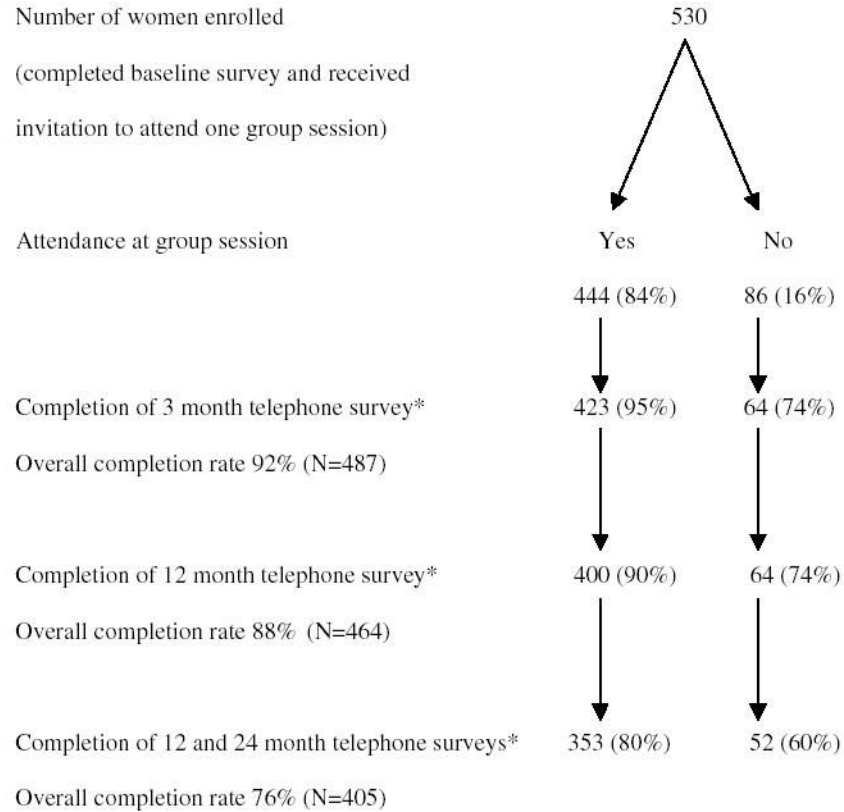 Number of women enrolled 530
(completed baseline survey and received
invitation to attend one group session)
Attendance at group session Yes No
444 (84%) 86 (16%)
Completion of 3 month telephone survey* 423 (95%) 64 (74%)
Overall completion rate 92% (N=487)
Completion of 12 month telephone survey* 400 (90%) 64 (74%)
Overall completion rate 88% (N=464)
Completion of 12 and 24 month telephone surveys* 353 (80%) 52 (60%)
Overall completion rate 76% (N=405)